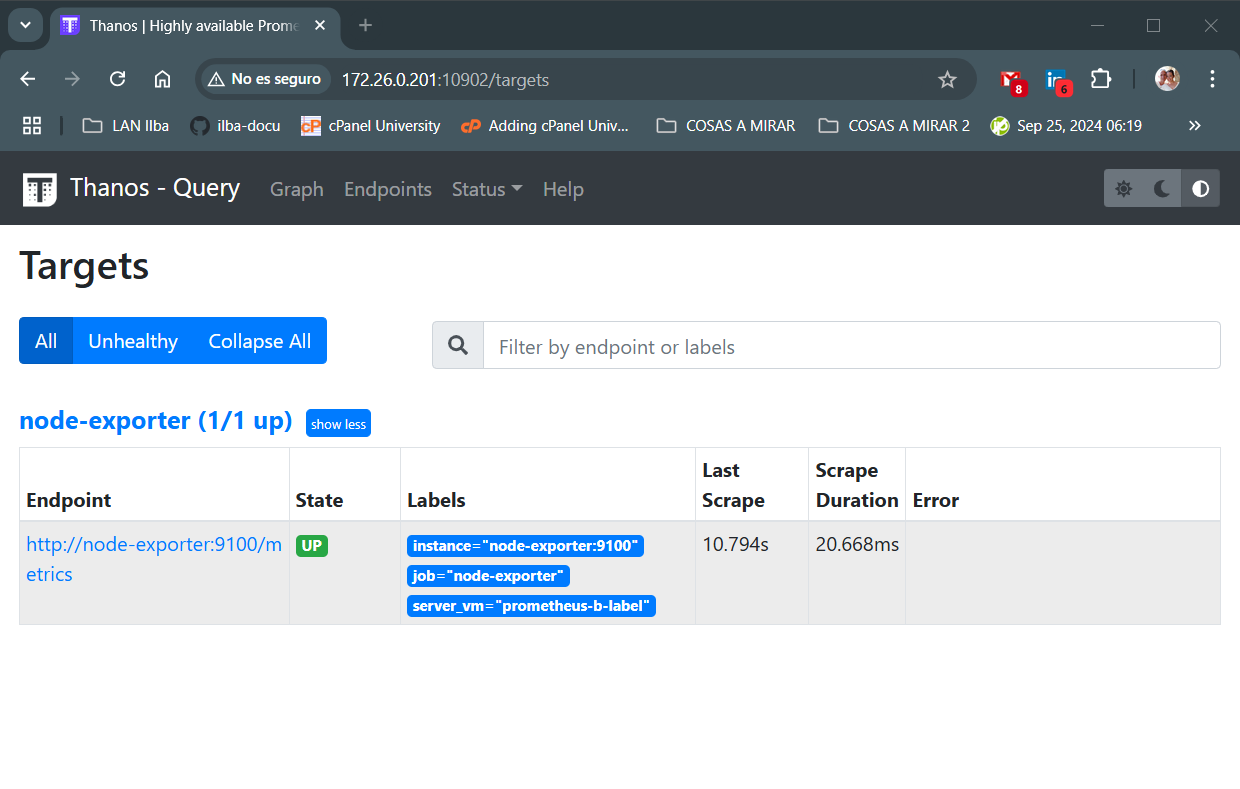 Thanos | Highly available Prome
No es seguro 172.26.0.201:10902/targets
8 6
LAN Ilba ilba-docu cPanel University Adding cPanel Univ... COSAS A MIRAR COSAS A MIRAR 2 Sep 25, 2024 06:19
Thanos - Query Graph Endpoints Status Help
Targets
All Unhealthy Collapse All Filter by endpoint or labels
node-exporter (1/1 up) show less
Endpoint State Labels Last Scrape Scrape Duration Error
http://node-exporter:9100/metrics UP instance="node-exporter:9100" 10.794s 20.668ms
job="node-exporter"
server_vm="prometheus-b-label"